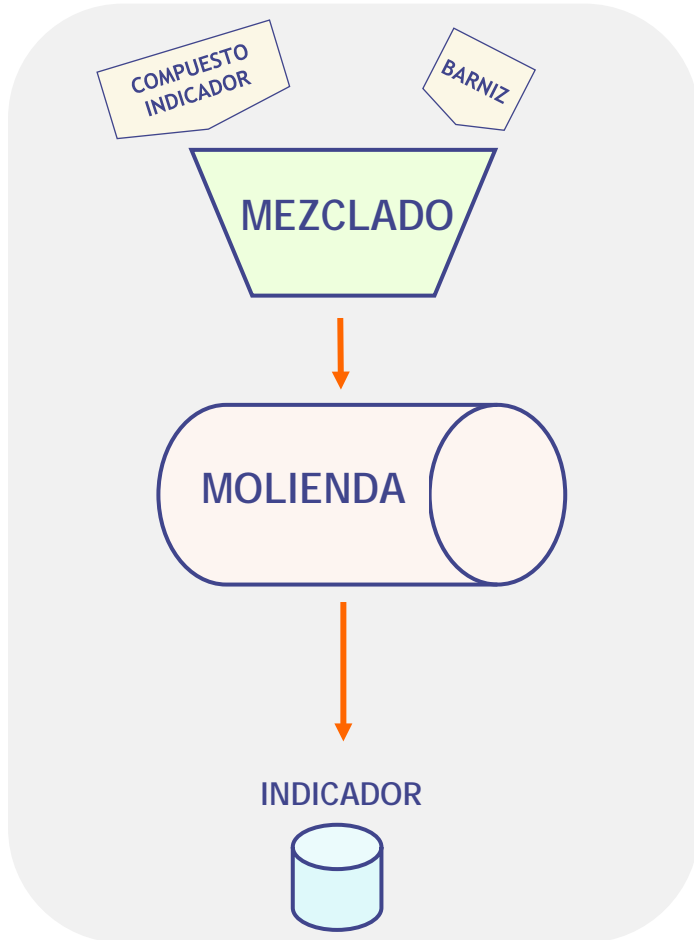 COMPUESTO
INDICADOR
BARNIZ
MEZCLADO
MOLIENDA
INDICADOR